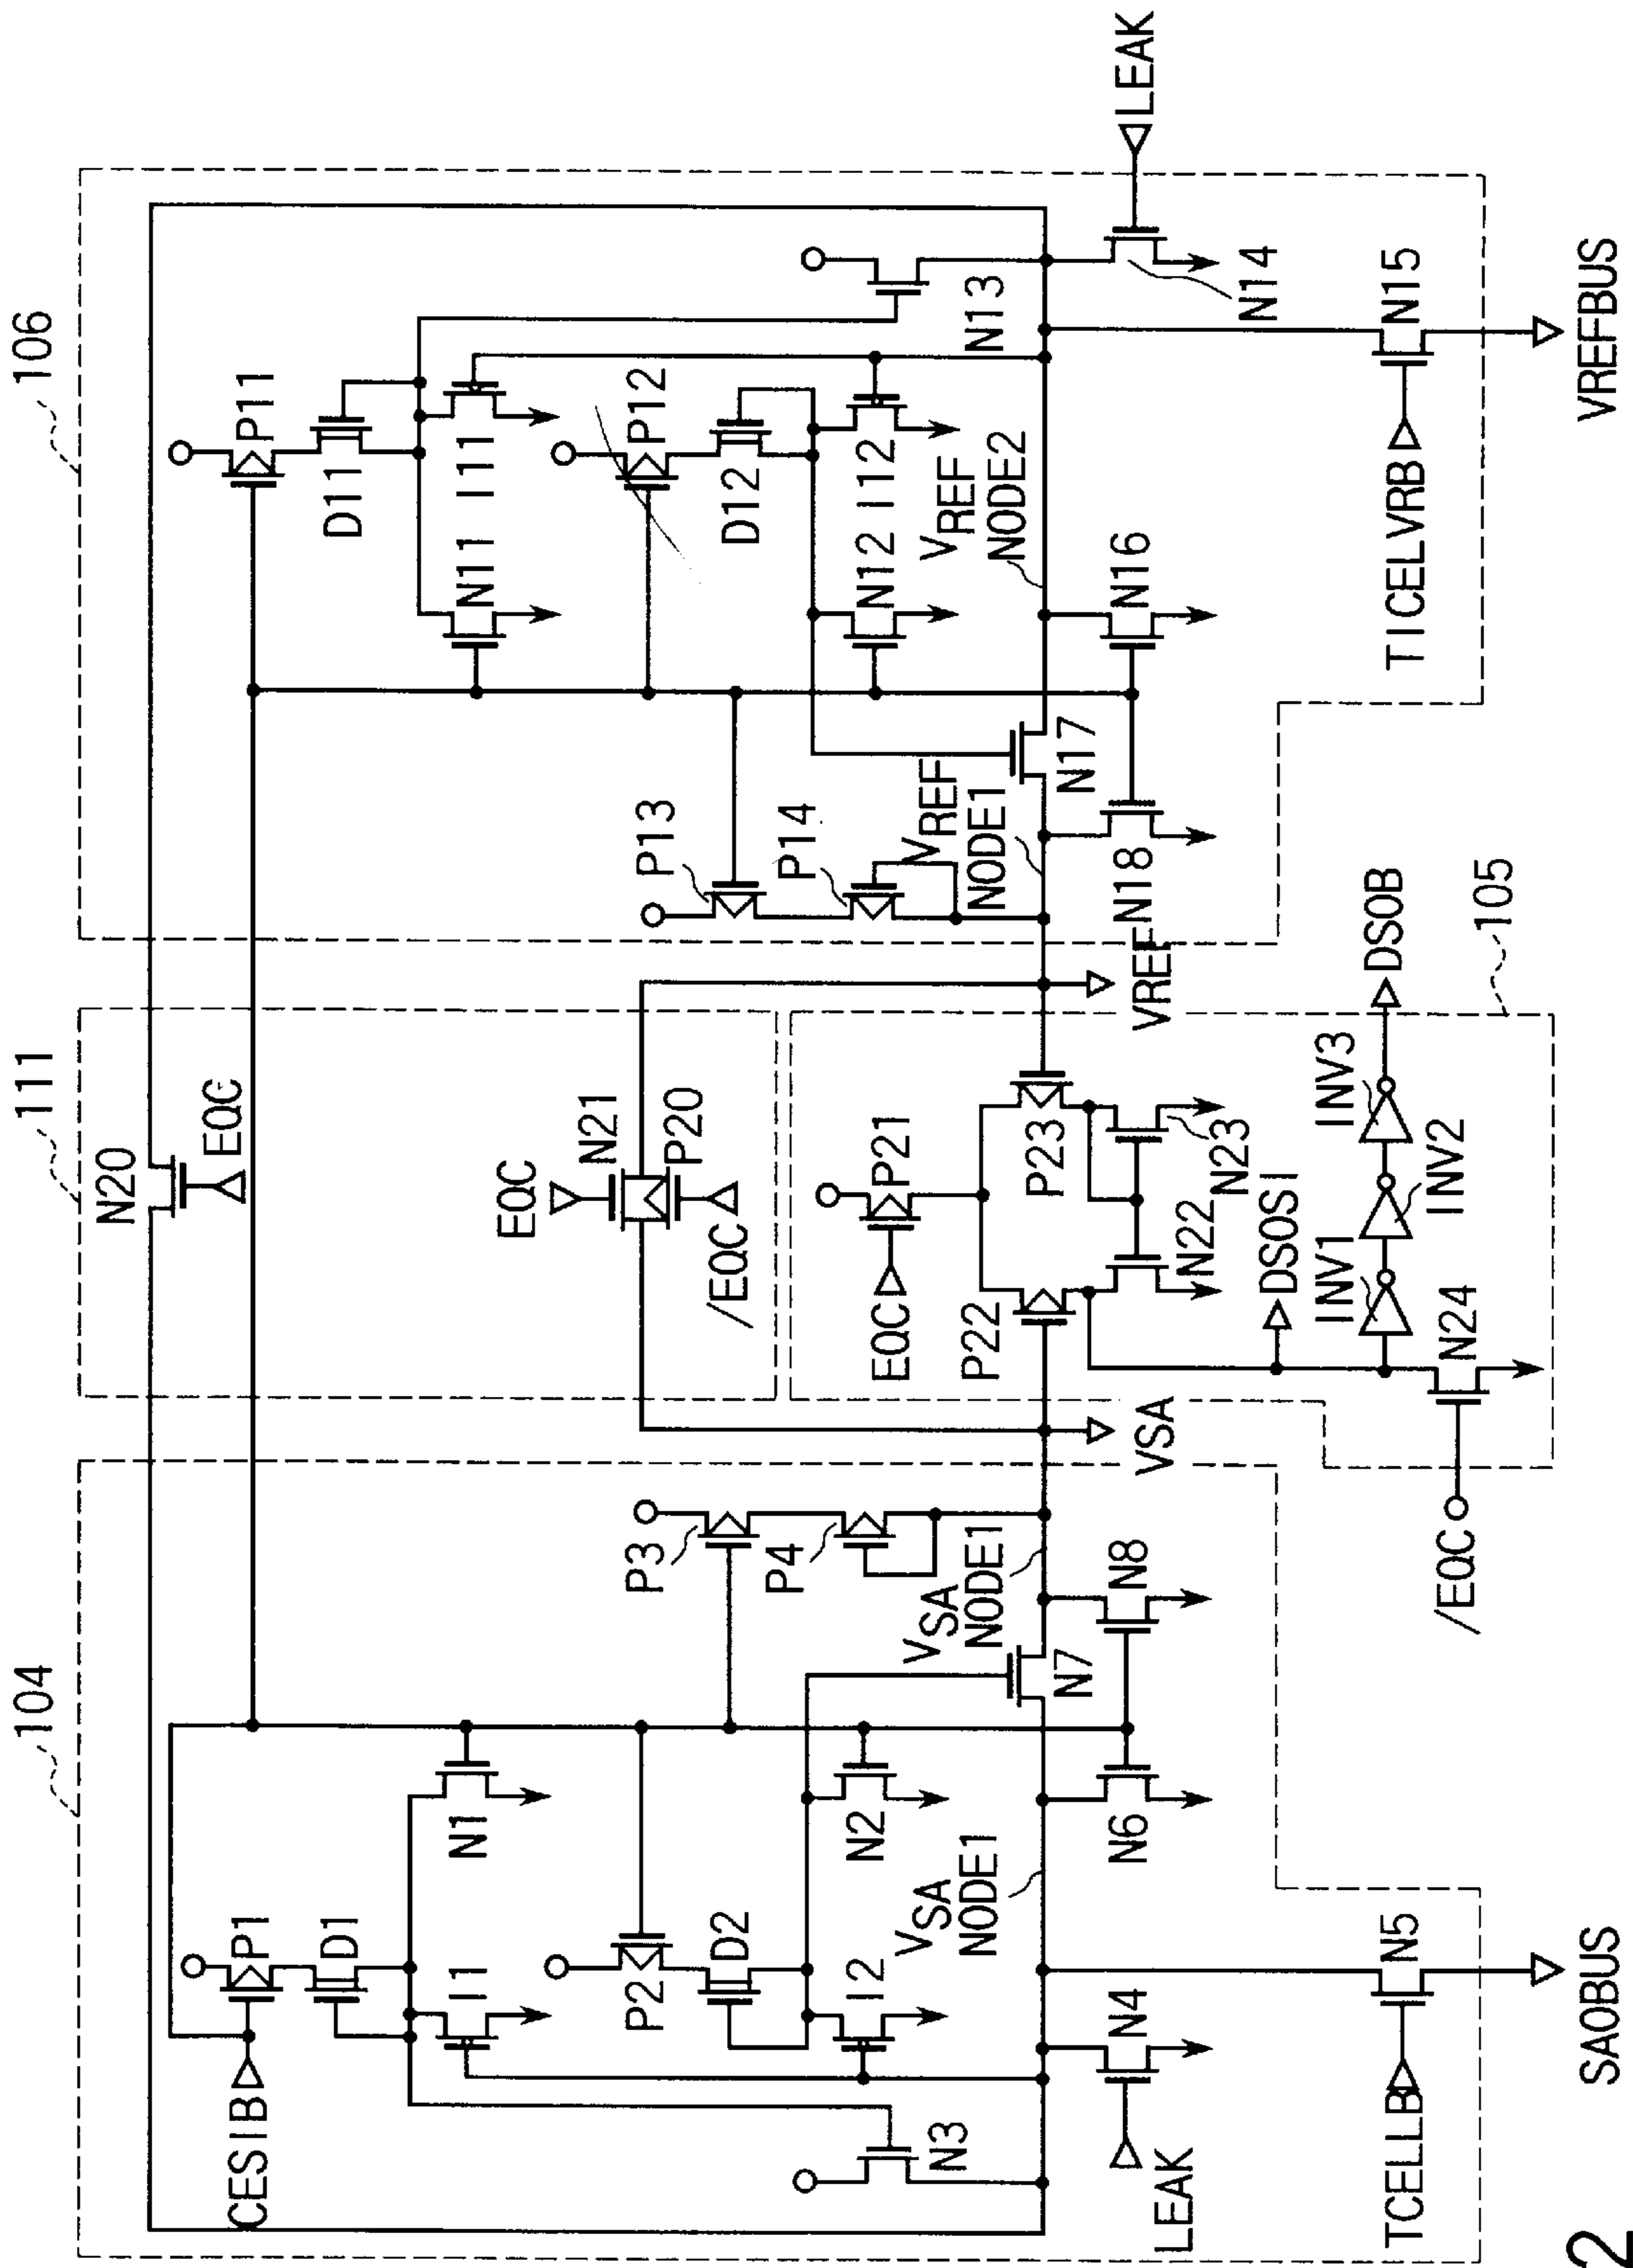 104
111
106
N20
EQC
CESIB
P1
D1
I1
N1
P2
D2
I2
N2
N3
P3
P4
VSA
NODE1
VSA
NODE1
N7
N8
N6
N4
LEAK
N5
TCELLB
SAOBUS
VSA
EQC
N21
P20
/EQC
EQC
P21
P22
P23
N22
N23
DSOSI
INV1
INV2
INV3
DSOB
N24
/EQC
105
VREF
P11
D11
N11
I11
P12
D12
N12
I12
P13
P14
VREF
NODE1
VREF
NODE2
N13
N17
N18
N16
N14
LEAK
N15
TICELVRB
VREFBUS
2